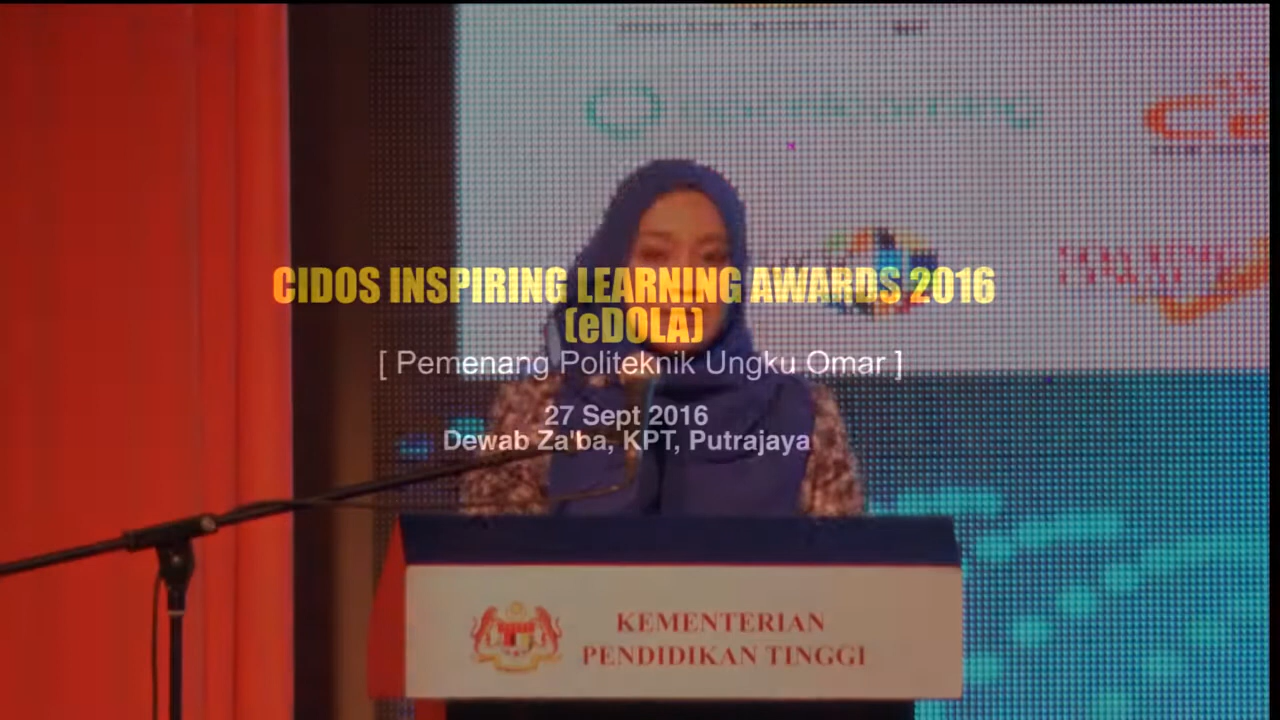 CIDOS INSPIRING LEARNING AWARDS 2016
(eDOLA)
[ Pemenang Politeknik Ungku Omar ]
27 Sept 2016
Dewab Za'ba, KPT, Putrajaya
KEMENTERIAN
PENDIDIKAN TINGGI